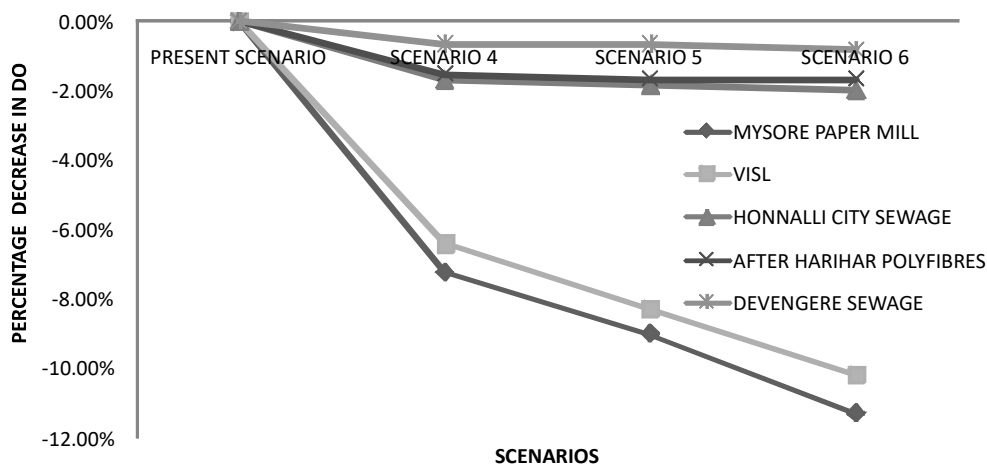 0.00%
-2.00%
-4.00%
-6.00%
-8.00%
-10.00%
-12.00%
PERCENTAGE DECREASE IN DO
PRESENT SCENARIO SCENARIO 4 SCENARIO 5 SCENARIO 6
MYSORE PAPER MILL
VISL
HONNALLI CITY SEWAGE
AFTER HARIHAR POLYFIBRES
DEVENGERE SEWAGE
SCENARIOS